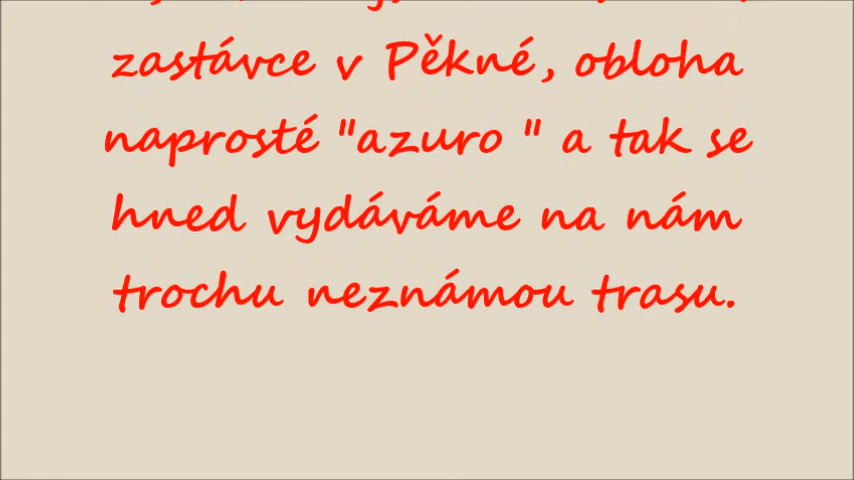 zastávce v Pěkné, obloha
naprosté "azuro " a tak se
hned vydáváme na nám
trochu neznámou trasu.